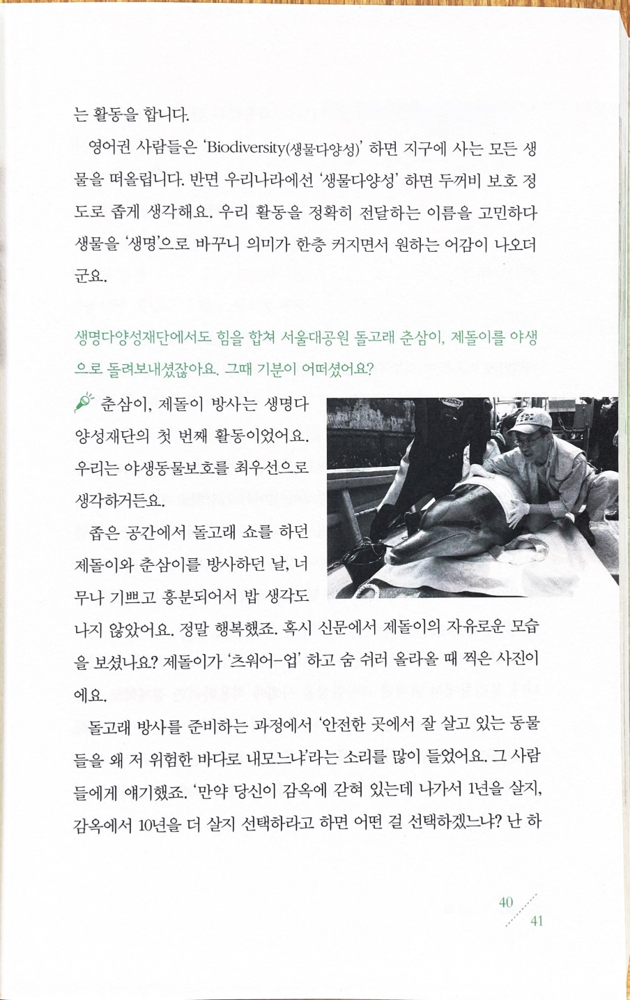 는 활동을 합니다.
영어권 사람들은 ‘Biodiversity(생물다양성)’ 하면 지구에 사는 모든 생
물을 떠올립니다. 반면 우리나라에선 ‘생물다양성’ 하면 두꺼비 보호 정
도로 좁게 생각해요. 우리 활동을 정확히 전달하는 이름을 고민하다
생물을 ‘생명’으로 바꾸니 의미가 한층 커지면서 원하는 어감이 나오더
군요.
생명다양성재단에서도 힘을 합쳐 서울대공원 돌고래 춘삼이, 제돌이를 야생
으로 돌려보내셨잖아요. 그때 기분이 어떠셨어요?
춘삼이, 제돌이 방사는 생명다
양성재단의 첫 번째 활동이었어요.
우리는 야생동물보호를 최우선으로
생각하거든요.
좁은 공간에서 돌고래 쇼를 하던
제돌이와 춘삼이를 방사하던 날, 너
무나 기쁘고 흥분되어서 밥 생각도
나지 않았어요. 정말 행복했죠. 혹시 신문에서 제돌이의 자유로운 모습
을 보셨나요? 제돌이가 ‘츠워어–업’ 하고 숨 쉬러 올라올 때 찍은 사진이
에요.
돌고래 방사를 준비하는 과정에서 ‘안전한 곳에서 잘 살고 있는 동물
들을 왜 저 위험한 바다로 내모느냐’라는 소리를 많이 들었어요. 그 사람
들에게 얘기했죠. ‘만약 당신이 감옥에 갇혀 있는데 나가서 1년을 살지,
감옥에서 10년을 더 살지 선택하라고 하면 어떤 걸 선택하겠느냐? 난 하
40
41